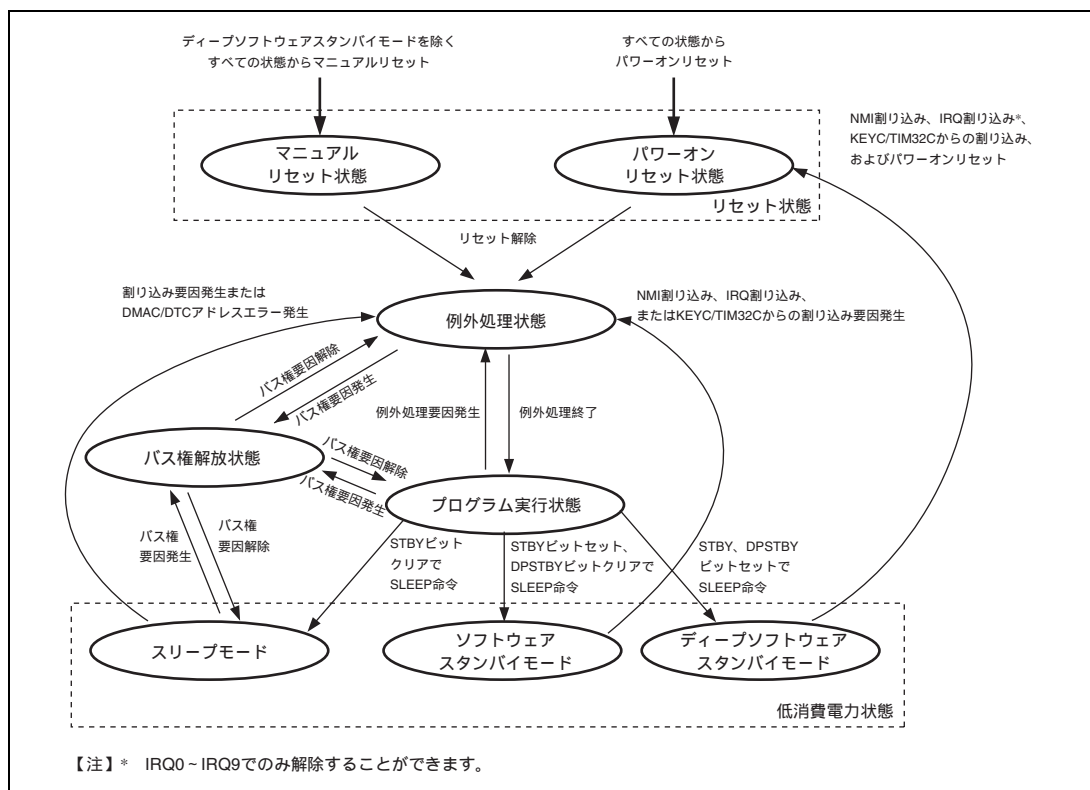 ディープソフトウェアスタンバイモードを除く
すべての状態からマニュアルリセット
すべての状態から
パワーオンリセット
NMI割り込み、IRQ割り込み*、
KEYC/TIM32Cからの割り込み、
およびパワーオンリセット
マニュアル
リセット状態
パワーオン
リセット状態
リセット状態
リセット解除
割り込み要因発生または
DMAC/DTCアドレスエラー発生
NMI割り込み、IRQ割り込み、
またはKEYC/TIM32Cからの割り込み要因発生
例外処理状態
バス権要因解除
バス権要因発生
例外処理要因発生
例外処理終了
バス権解放状態
バス権要因解除
バス権要因発生
プログラム実行状態
バス権
要因発生
バス権
要因解除
STBYビット
クリアで
SLEEP命令
STBYビットセット、
DPSTBYビットクリアで
SLEEP命令
STBY、DPSTBY
ビットセットで
SLEEP命令
スリープモード
ソフトウェア
スタンバイモード
ディープソフトウェア
スタンバイモード
低消費電力状態
【注】* IRQ0~IRQ9でのみ解除することができます。